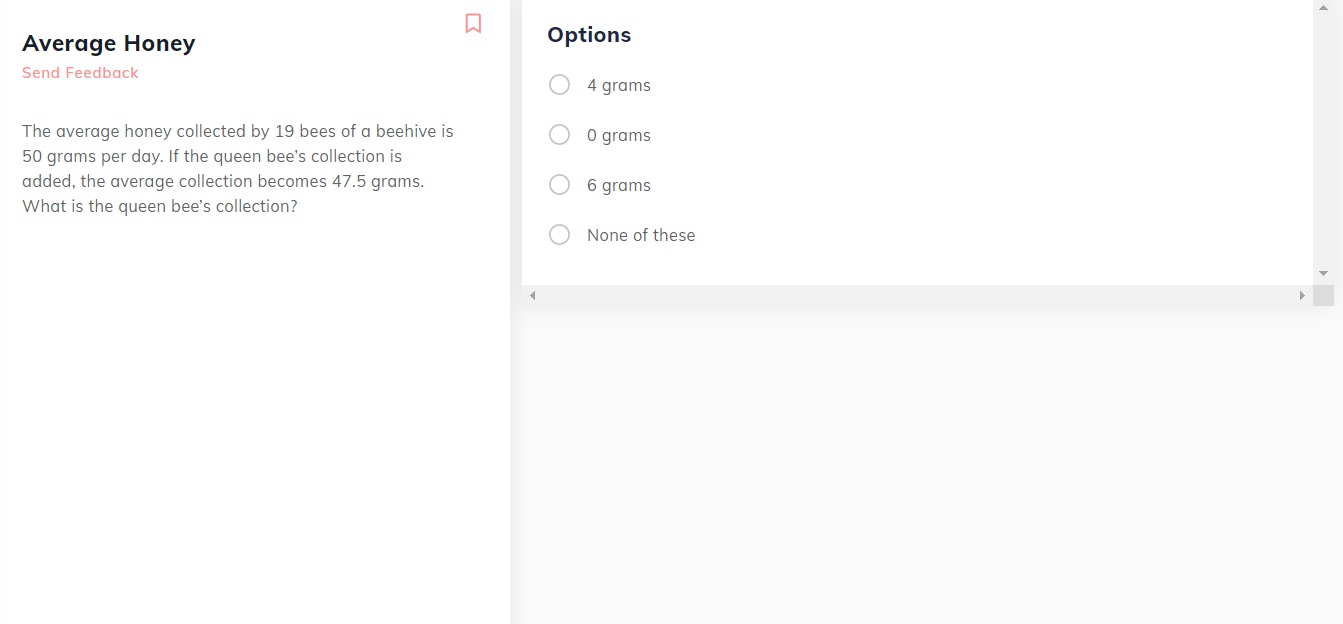 Average Honey
Send Feedback
The average honey collected by 19 bees of a beehive is
50 grams per day. If the queen bee's collection is
added, the average collection becomes 47.5 grams.
What is the queen bee's collection?
Options
4 grams
0 grams
6 grams
None of these